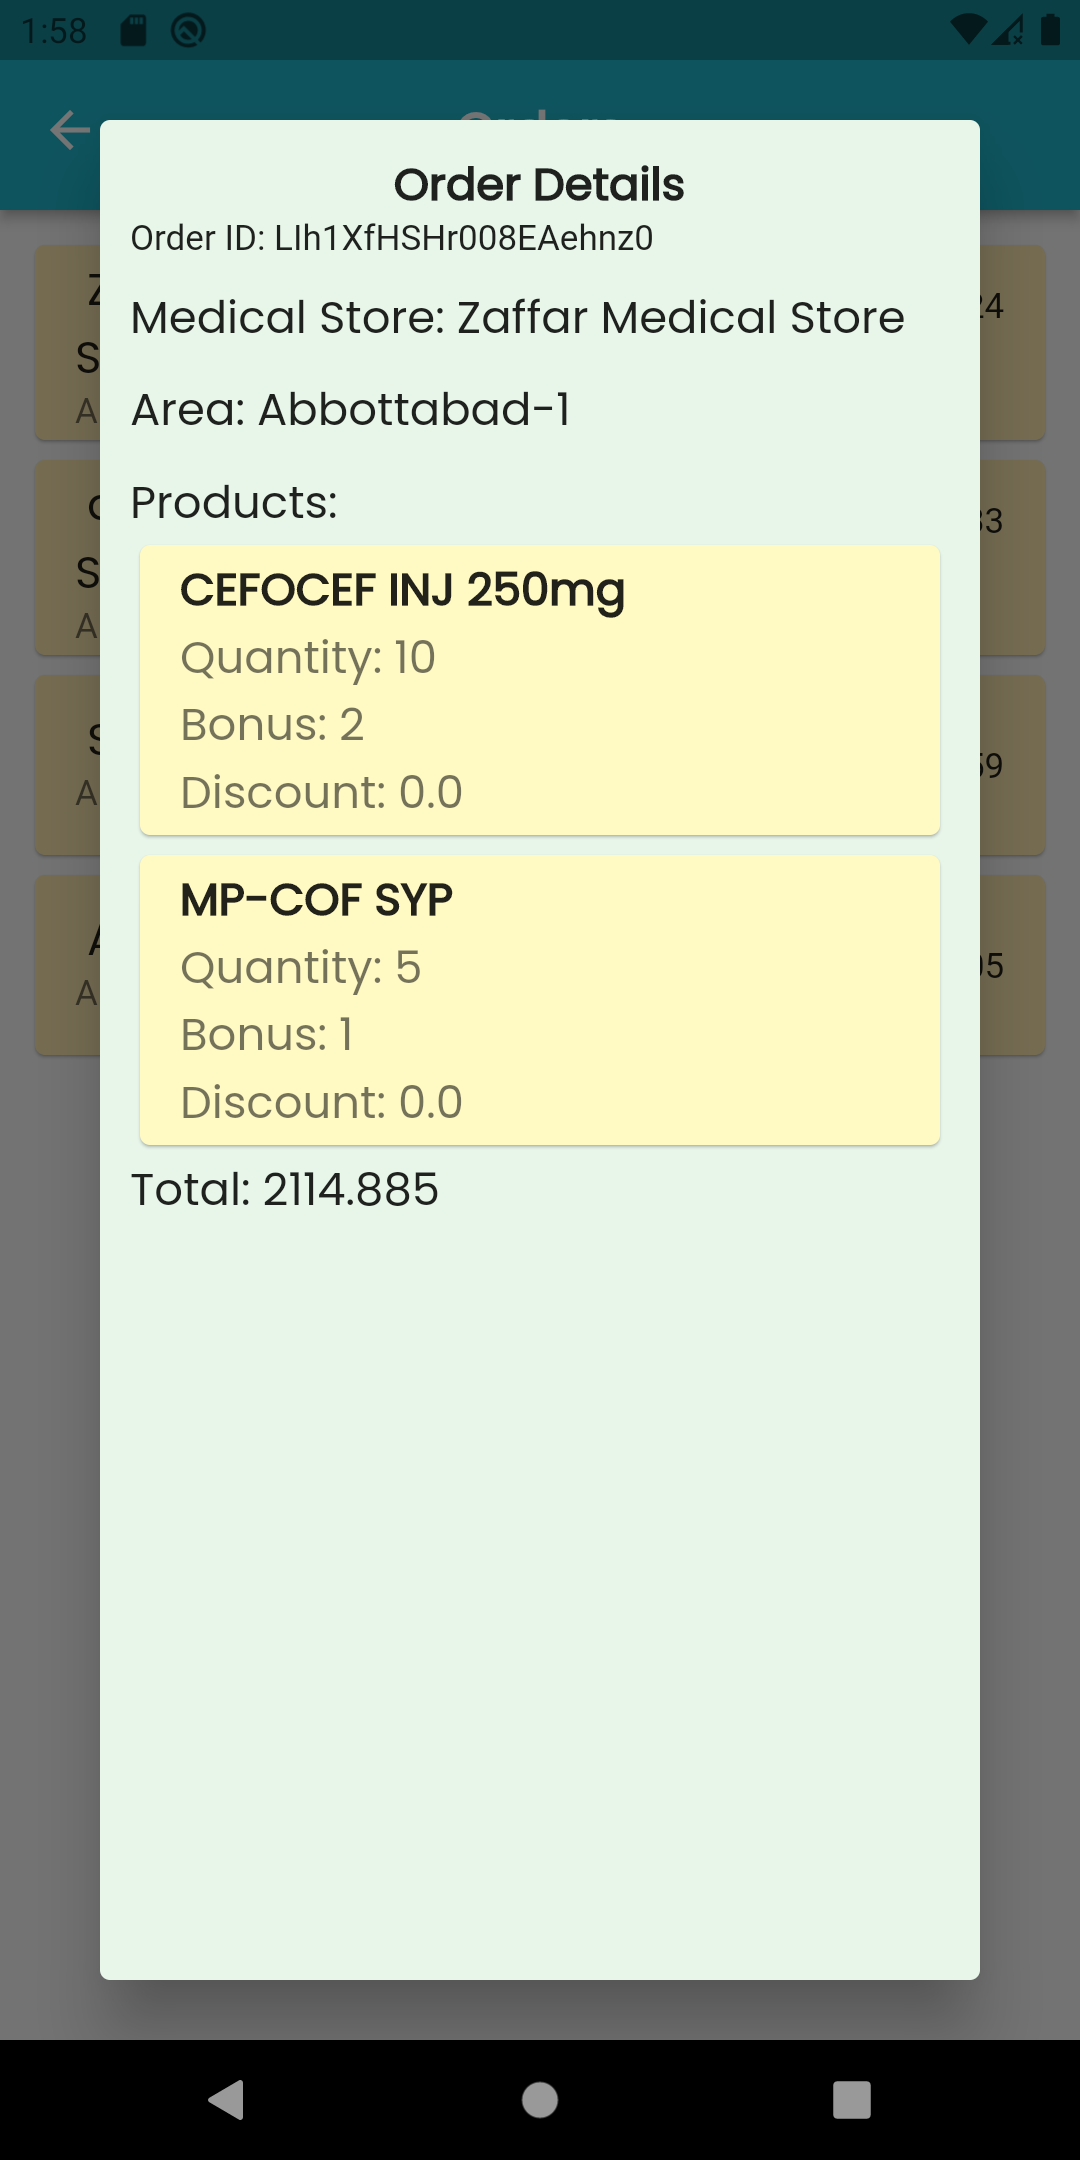 1:58
Order Details
Order ID: LIh1XfHSHr008EAehnz0
Medical Store: Zaffar Medical Store
Area: Abbottabad-1
Products:
CEFOCEF INJ 250mg
Quantity: 10
Bonus: 2
Discount: 0.0
MP-COF SYP
Quantity: 5
Bonus: 1
Discount: 0.0
Total: 2114.885